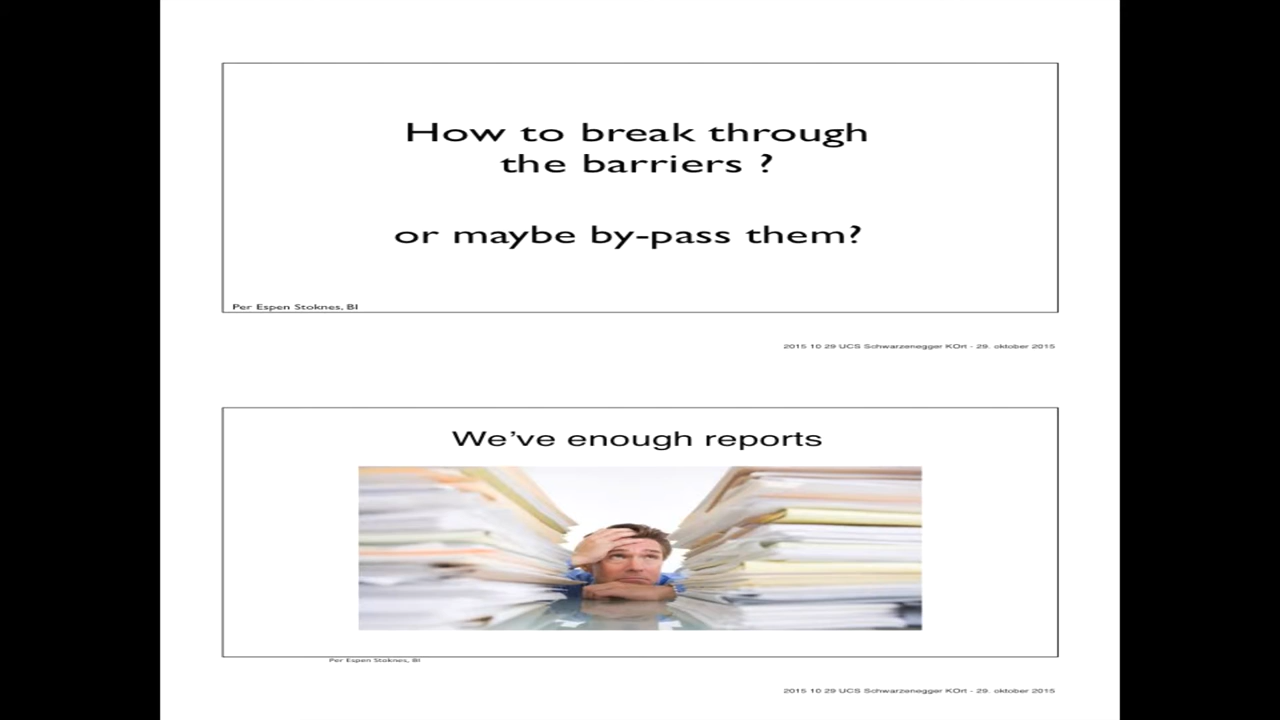 How to break through
the barriers ?
or maybe by-pass them?
Per Espen Stoknes, BI
2015 10 29 UCS Schwarzenegger KOrt - 29. oktober 2015
We've enough reports
Per Espen Stoknes, BI
2015 10 29 UCS Schwarzenegger KOrt - 29. oktober 2015